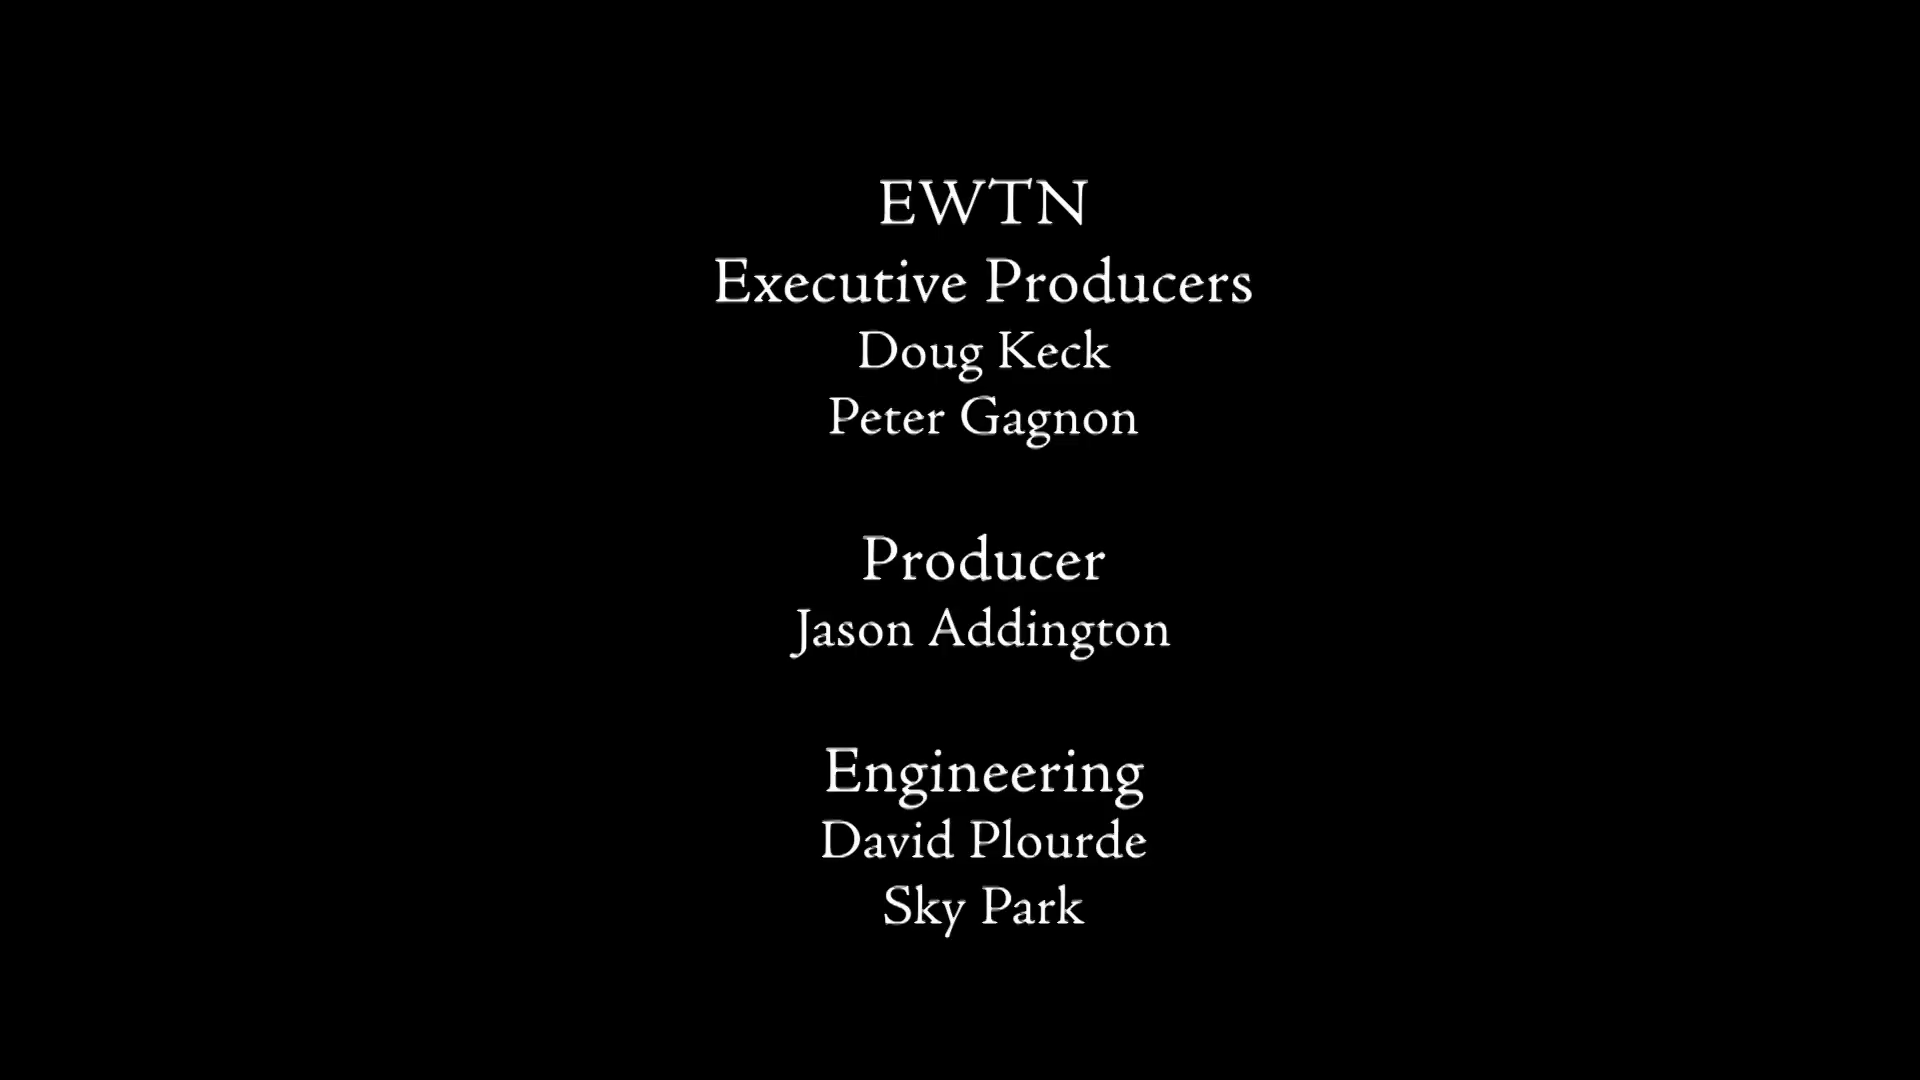 EWTN
Executive Producers
Doug Keck
Peter Gagnon
Producer
Jason Addington
Engineering
David Plourde
Sky Park